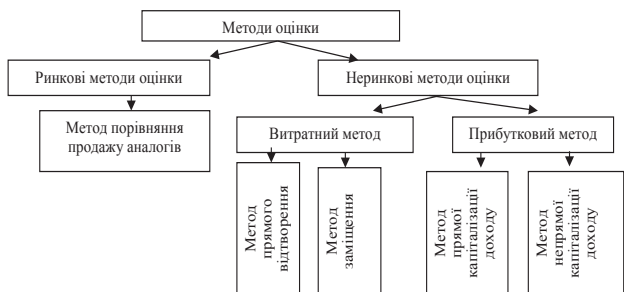 Методи оцінки
Ринкові методи оцінки
Неринкові методи оцінки
Метод порівняння
продажу аналогів
Витратний метод
Прибутковий метод
Метод
прямого
відтворення
Метод
заміщення
Метод
прямої
капіталізації
доходу
Метод
непрямої
капіталізації
доходу